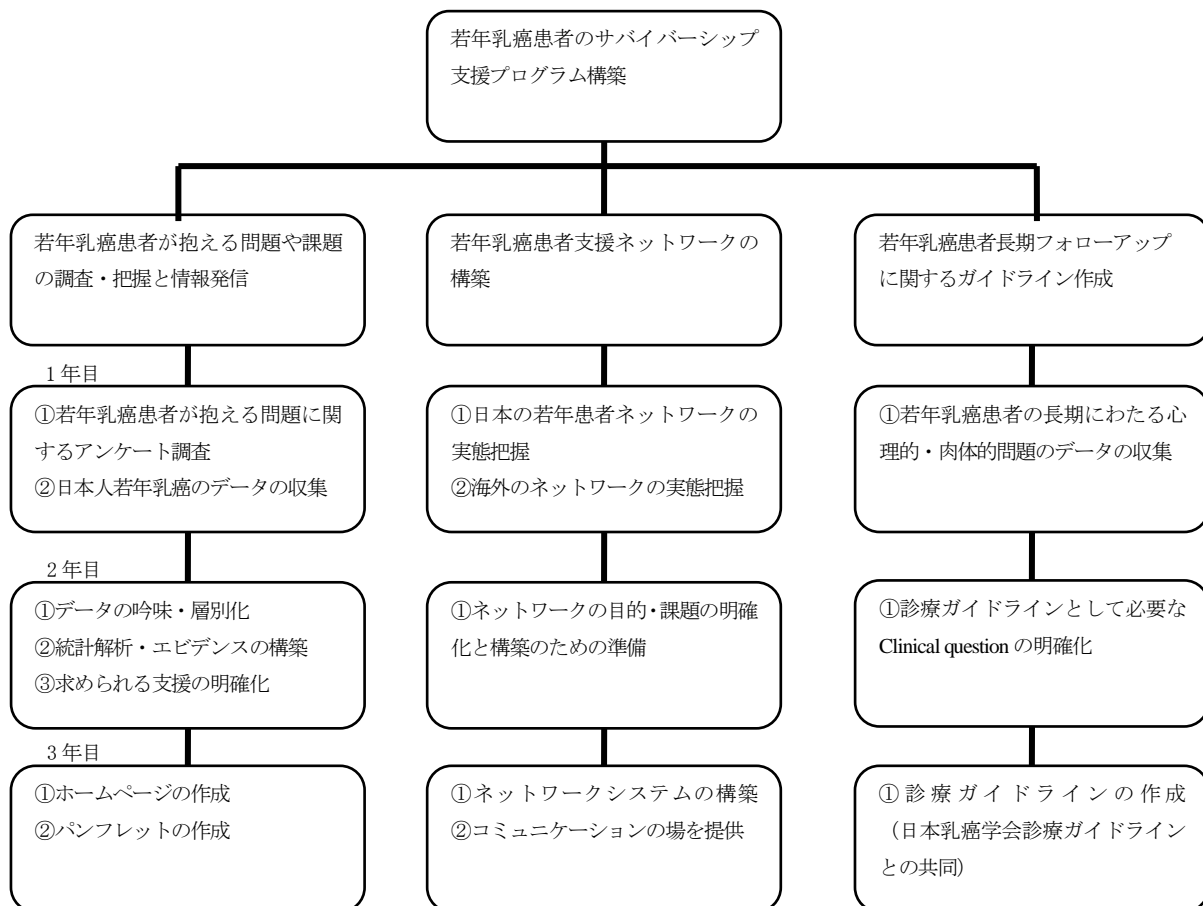 若年乳癌患者のサバイバーシップ
支援プログラム構築
若年乳癌患者が抱える問題や課題
の調査・把握と情報発信
若年乳癌患者支援ネットワークの
構築
若年乳癌患者長期フォローアップ
に関するガイドライン作成
1年目
①若年乳癌患者が抱える問題に関
するアンケート調査
②日本人若年乳癌のデータの収集
①日本の若年患者ネットワークの
実態把握
②海外のネットワークの実態把握
①若年乳癌患者の長期にわたる心
理的・肉体的問題のデータの収集
2年目
①データの吟味・層別化
②統計解析・エビデンスの構築
③求められる支援の明確化
①ネットワークの目的・課題の明確
化と構築のための準備
①診療ガイドラインとして必要な
Clinical question の明確化
3年目
①ホームページの作成
②パンフレットの作成
①ネットワークシステムの構築
②コミュニケーションの場を提供
①診療ガイドラインの作成
（日本乳癌学会診療ガイドライン
との共同）